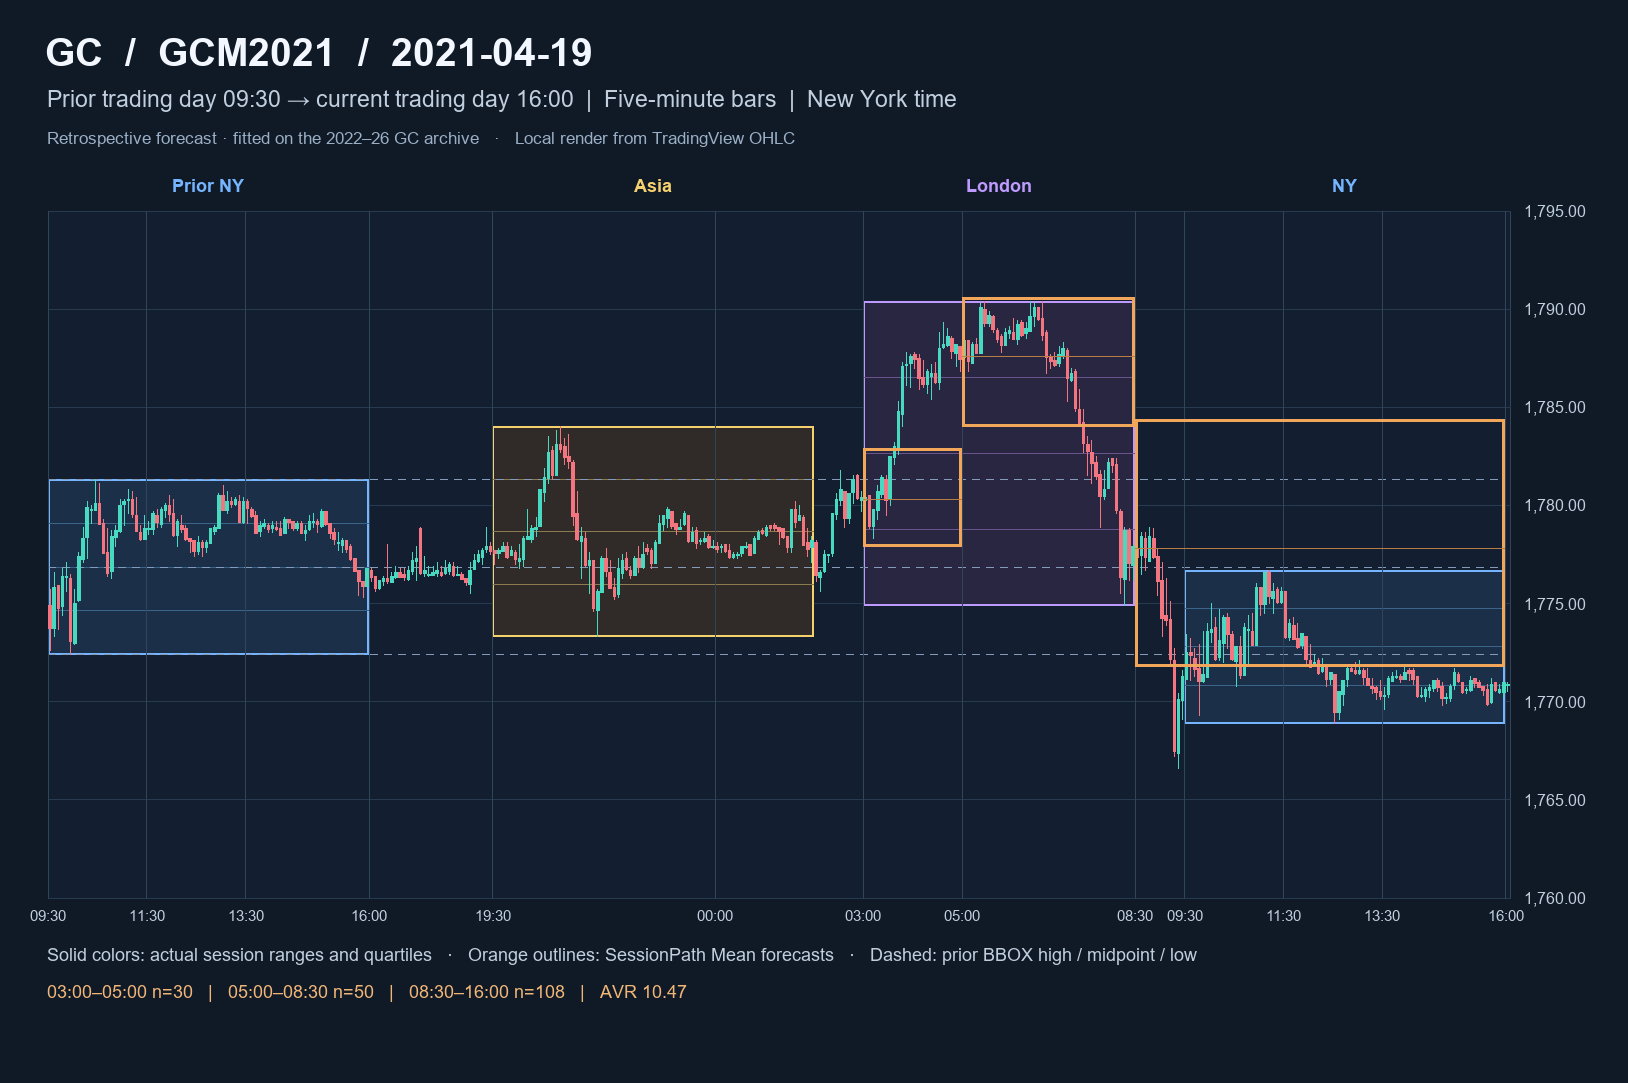 GC / GCM2021 / 2021-04-19
Prior trading day 09:30 → current trading day 16:00 | Five-minute bars | New York time
Retrospective forecast · fitted on the 2022–26 GC archive · Local render from TradingView OHLC
Prior NY Asia London NY
1,795.00
1,790.00
1,785.00
1,780.00
1,775.00
1,770.00
1,765.00
1,760.00
09:30 11:30 13:30 16:00 19:30 00:00 03:00 05:00 08:30 09:30 11:30 13:30 16:00
Solid colors: actual session ranges and quartiles · Orange outlines: SessionPath Mean forecasts · Dashed: prior BBOX high / midpoint / low
03:00–05:00 n=30 | 05:00–08:30 n=50 | 08:30–16:00 n=108 | AVR 10.47